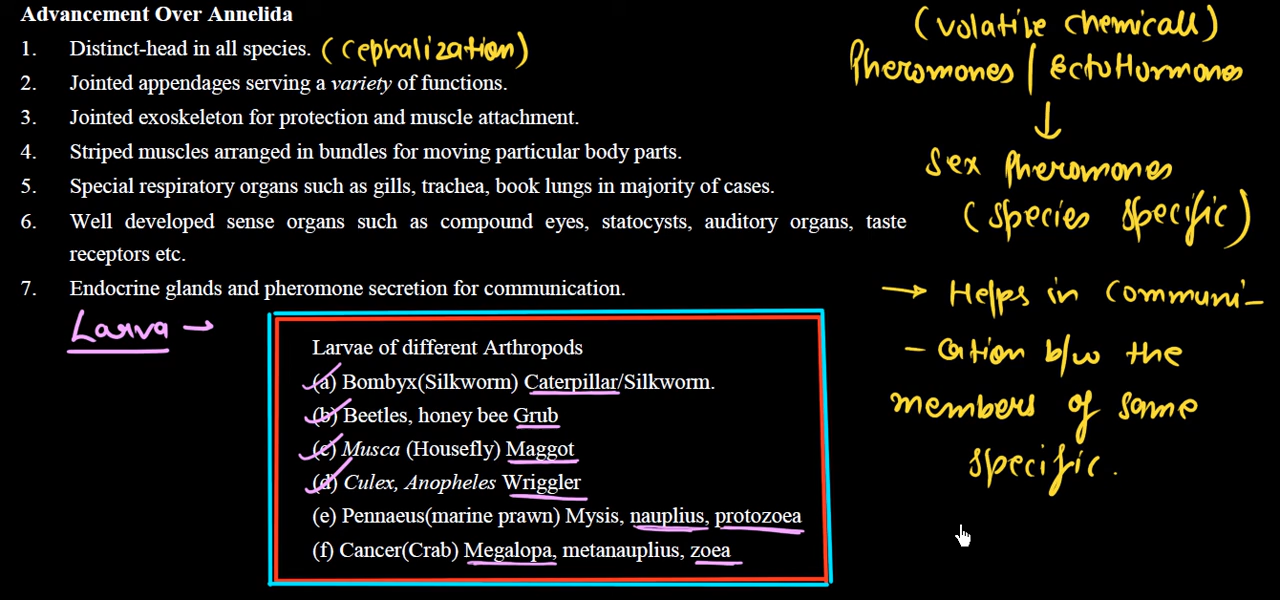 Advancement Over Annelida
1. Distinct-head in all species. (Cephalization)
2. Jointed appendages serving a variety of functions.
3. Jointed exoskeleton for protection and muscle attachment.
4. Striped muscles arranged in bundles for moving particular body parts.
5. Special respiratory organs such as gills, trachea, book lungs in majority of cases.
6. Well developed sense organs such as compound eyes, statocysts, auditory organs, taste
receptors etc.
7. Endocrine glands and pheromone secretion for communication.
Larva →
Larvae of different Arthropods
(a) Bombyx(Silkworm) Caterpillar/Silkworm.
(b) Beetles, honey bee Grub
(c) Musca (Housefly) Maggot
(d) Culex, Anopheles Wriggler
(e) Pennaeus(marine prawn) Mysis, nauplius, protozoea
(f) Cancer(Crab) Megalopa, metanauplius, zoea
(volatile chemicall)
Pheromones / EctoHormones
↓
Sex Pheromones
(species specific)
→ Helps in communi-
- cation b/w the
members of same
specific.